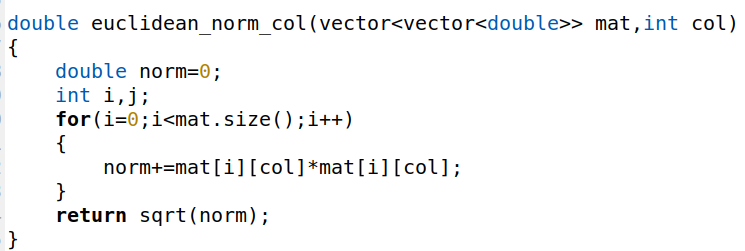 double euclidean_norm_col(vector<vector<double>> mat,int col)
{
    double norm=0;
    int i,j;
    for(i=0;i<mat.size();i++)
    {
        norm+=mat[i][col]*mat[i][col];
    }
    return sqrt(norm);
}